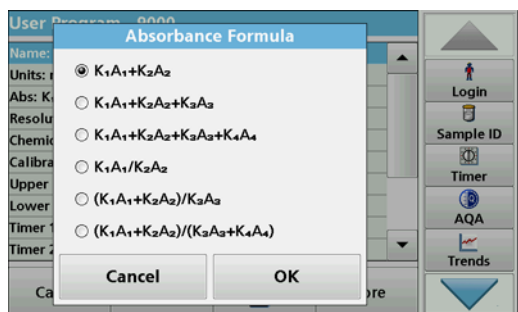 User Program 9000
Absorbance Formula
Name:
Units:
Abs: K₁
Resolu
Chemic
Calibra
Upper
Lower
Timer 1
Timer 2
K₁A₁+K₂A₂
K₁A₁+K₂A₂+K₃A₃
K₁A₁+K₂A₂+K₃A₃+K₄A₄
K₁A₁/K₂A₂
(K₁A₁+K₂A₂)/K₃A₃
(K₁A₁+K₂A₂)/(K₃A₃+K₄A₄)
Cancel OK
Ca ore
Login
Sample ID
Timer
AQA
Trends